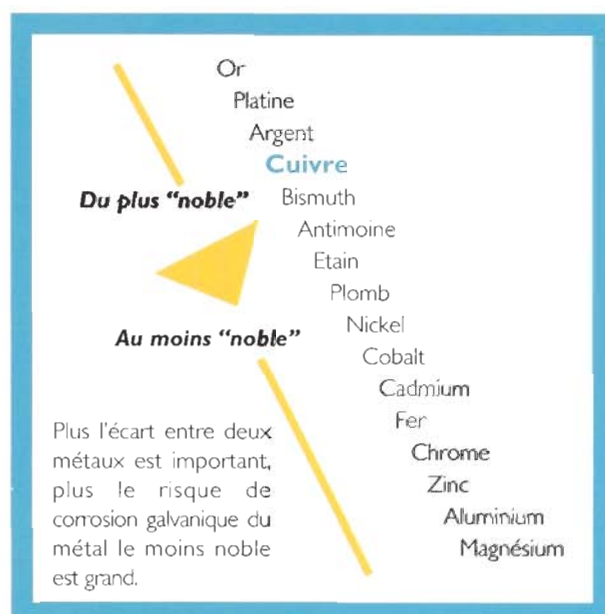 Or
Platine
Argent
Cuivre
Du plus “noble”
Bismuth
Antimoine
Etain
Plomb
Nickel
Au moins “noble”
Cobalt
Cadmium
Fer
Chrome
Zinc
Aluminium
Magnésium
Plus l'écart entre deux
métaux est important,
plus le risque de
corrosion galvanique du
métal le moins noble
est grand.